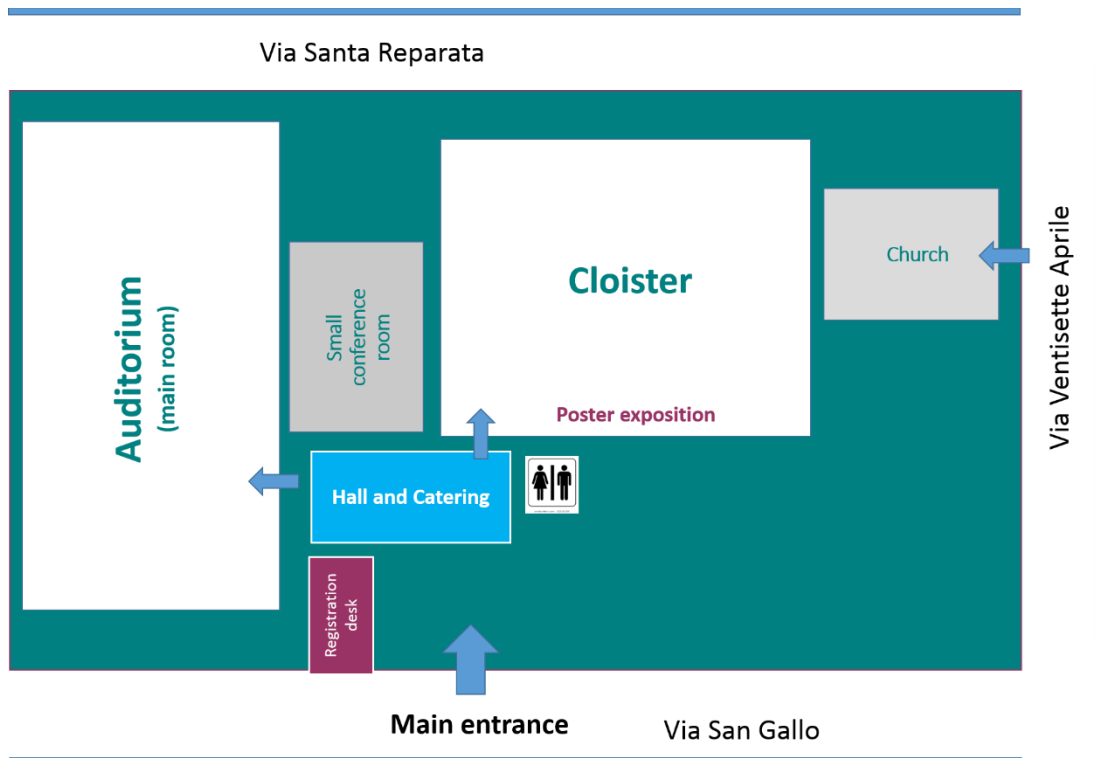 Via Santa Reparata
Auditorium
(main room)
Small
conference
room
Cloister
Poster exposition
Church
Via Ventisette Aprile
Hall and Catering
Registration
desk
Main entrance
Via San Gallo